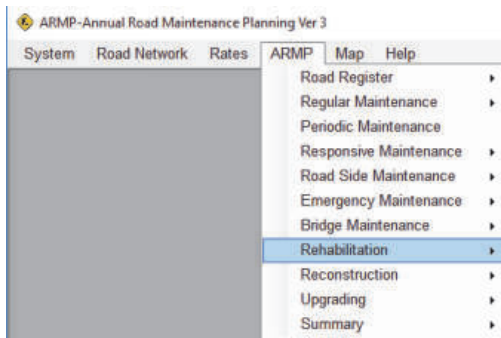 ARMP-Annual Road Maintenance Planning Ver 3
System Road Network Rates ARMP Map Help
Road Register
Regular Maintenance
Periodic Maintenance
Responsive Maintenance
Road Side Maintenance
Emergency Maintenance
Bridge Maintenance
Rehabilitation
Reconstruction
Upgrading
Summary